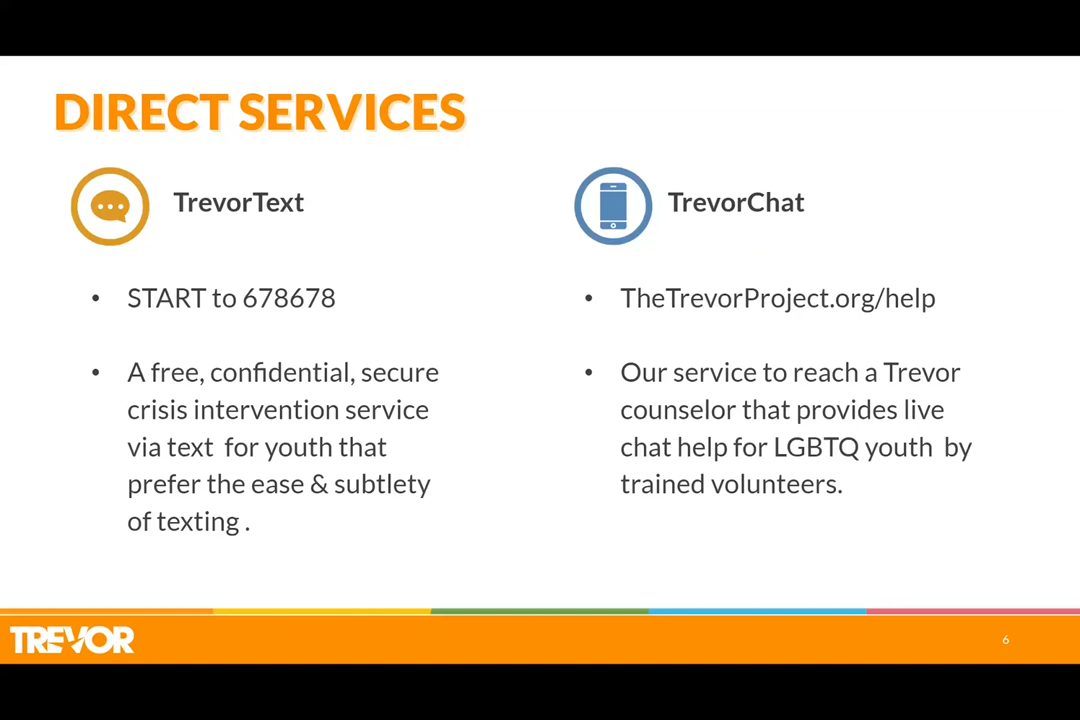 DIRECT SERVICES
TrevorText
• START to 678678
• A free, confidential, secure
crisis intervention service
via text  for youth that
prefer the ease & subtlety
of texting .
TrevorChat
• TheTrevorProject.org/help
• Our service to reach a Trevor
counselor that provides live
chat help for LGBTQ youth  by
trained volunteers.
TREVOR
6